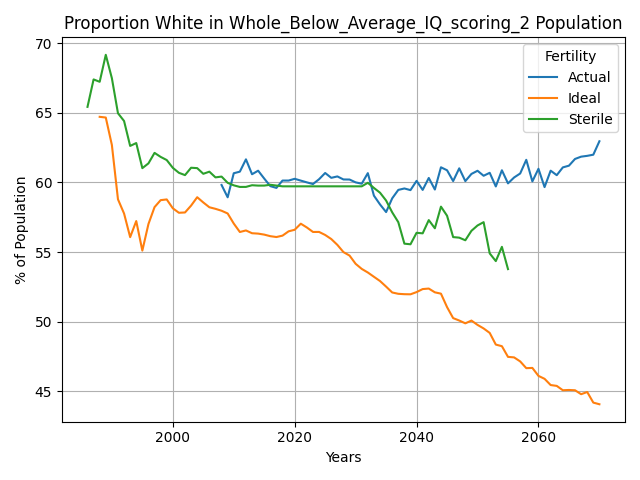 Proportion White in Whole_Below_Average_IQ_scoring_2 Population
% of Population
70
65
60
55
50
45
Fertility
Actual
Ideal
Sterile
2000
2020
2040
2060
Years